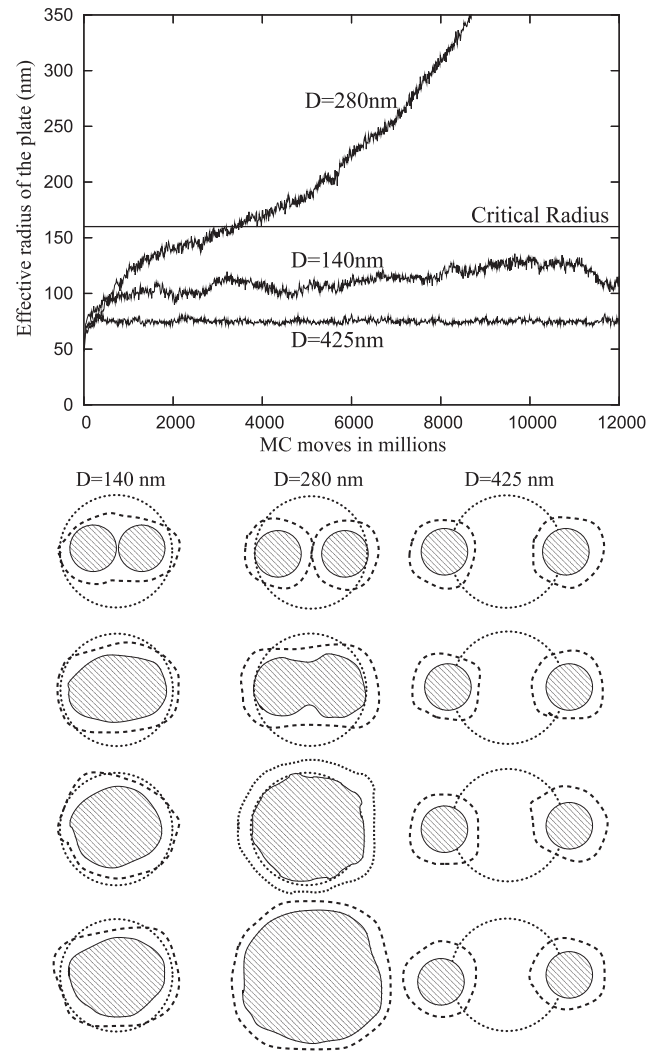 350
300
250
200
150
100
50
0
Effective radius of the plate (nm)
D=280nm
Critical Radius
D=140nm
D=425nm
0 2000 4000 6000 8000 10000 12000
MC moves in millions
D=140 nm D=280 nm D=425 nm